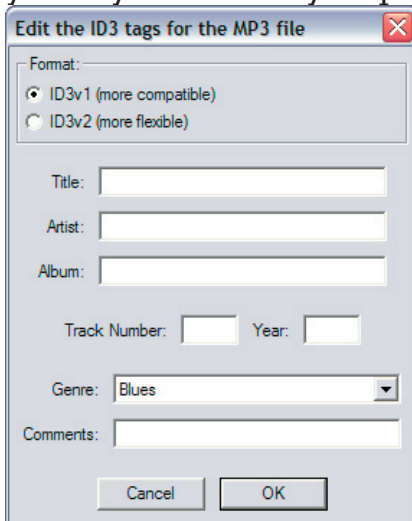 Edit the ID3 tags for the MP3 file
Format:
ID3v1 (more compatible)
ID3v2 (more flexible)
Title:
Artist:
Album:
Track Number: Year:
Genre: Blues
Comments:
Cancel OK